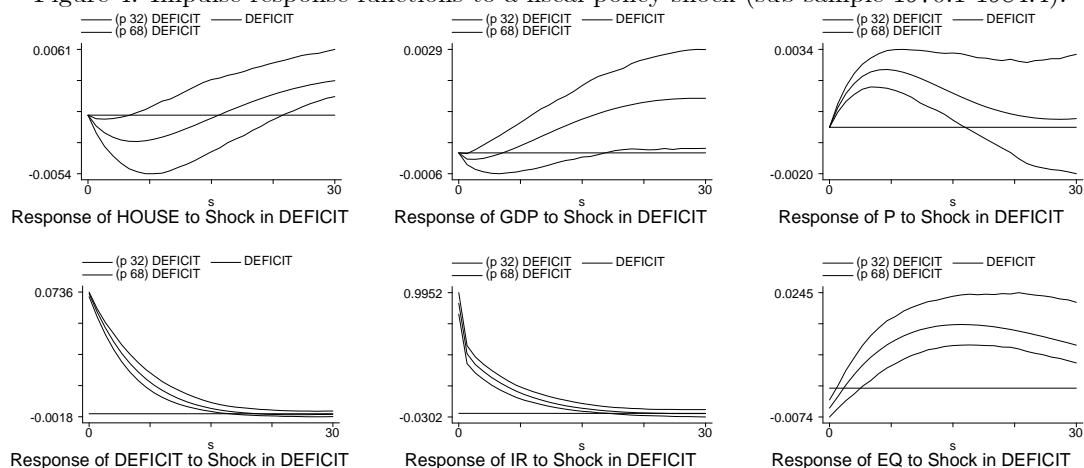 Figure 4: Impulse response functions to a fiscal policy shock (sub-sample 1970:1-1984:4).
(p 32) DEFICIT DEFICIT
(p 68) DEFICIT
0.0061
-0.0054
0 30
s
Response of HOUSE to Shock in DEFICIT
(p 32) DEFICIT DEFICIT
(p 68) DEFICIT
0.0029
-0.0006
0 30
s
Response of GDP to Shock in DEFICIT
(p 32) DEFICIT DEFICIT
(p 68) DEFICIT
0.0034
-0.0020
0 30
s
Response of P to Shock in DEFICIT
(p 32) DEFICIT DEFICIT
(p 68) DEFICIT
0.0736
-0.0018
0 30
s
Response of DEFICIT to Shock in DEFICIT
(p 32) DEFICIT DEFICIT
(p 68) DEFICIT
0.9952
-0.0302
0 30
s
Response of IR to Shock in DEFICIT
(p 32) DEFICIT DEFICIT
(p 68) DEFICIT
0.0245
-0.0074
0 30
s
Response of EQ to Shock in DEFICIT